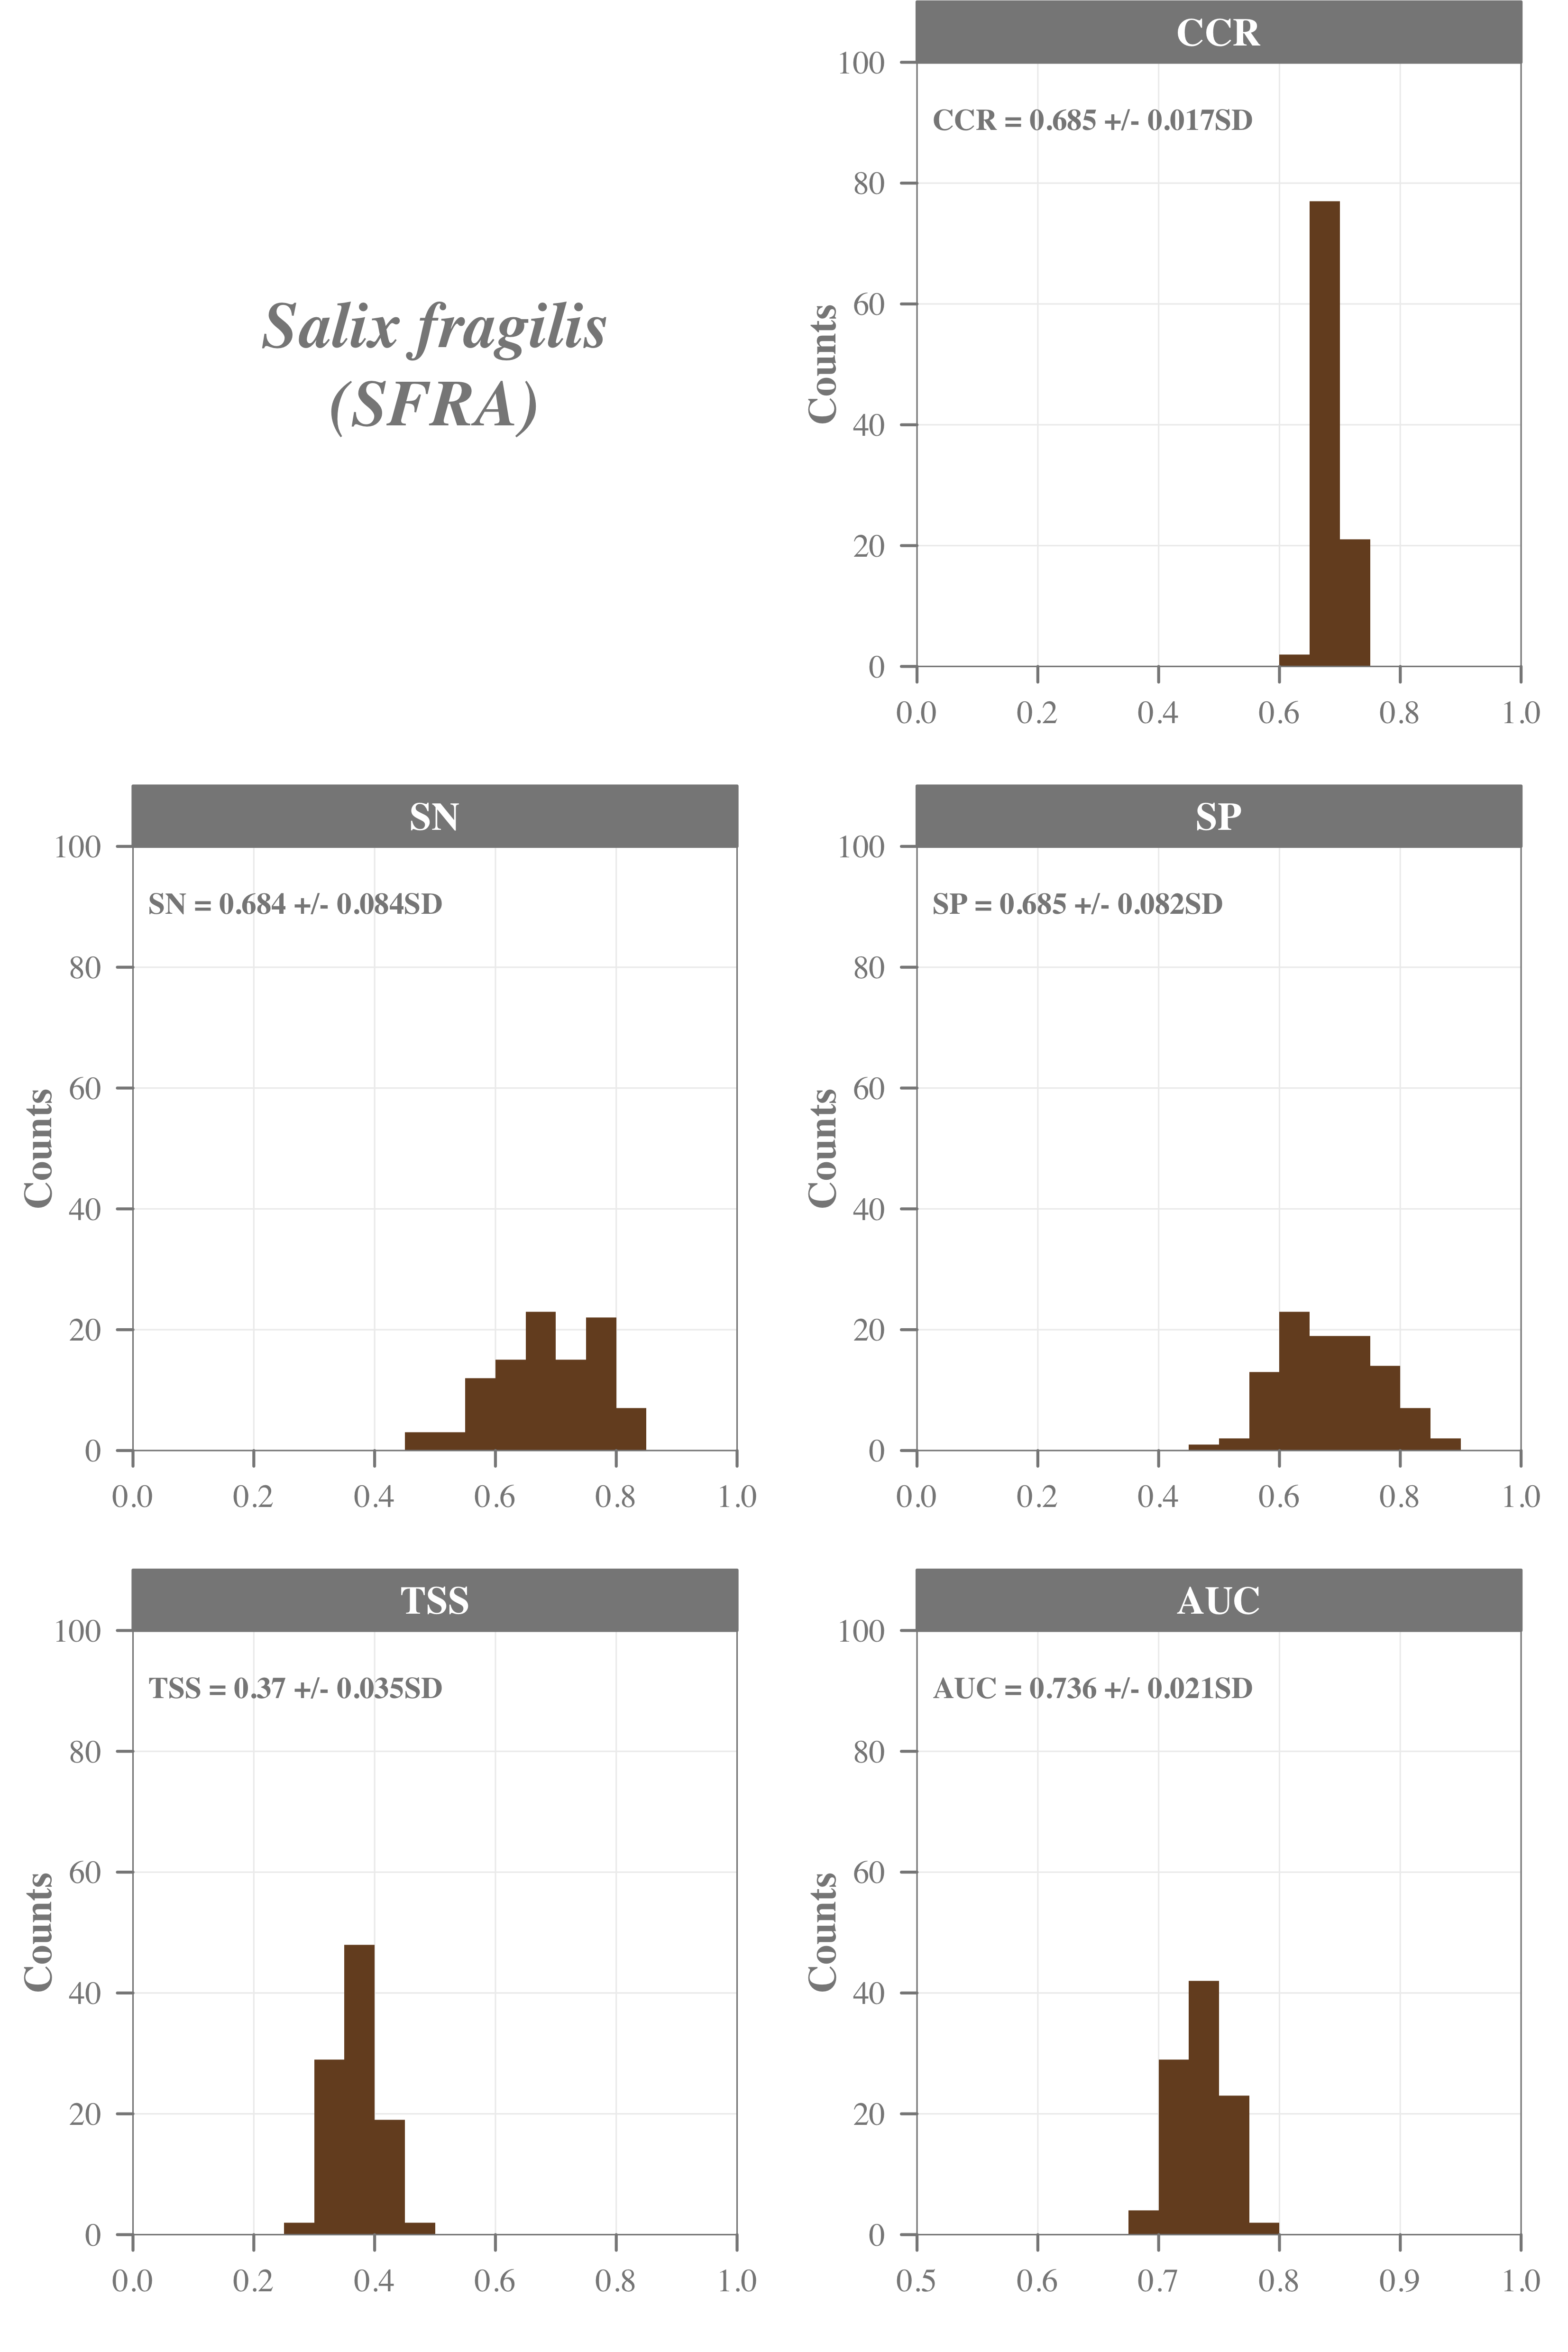 Salix fragilis
(SFRA)
CCR
CCR = 0.685 +/- 0.017SD
Counts
100
80
60
40
20
0
0.0 0.2 0.4 0.6 0.8 1.0
SN
SN = 0.684 +/- 0.084SD
Counts
100
80
60
40
20
0
0.0 0.2 0.4 0.6 0.8 1.0
SP
SP = 0.685 +/- 0.082SD
Counts
100
80
60
40
20
0
0.0 0.2 0.4 0.6 0.8 1.0
TSS
TSS = 0.37 +/- 0.035SD
Counts
100
80
60
40
20
0
0.0 0.2 0.4 0.6 0.8 1.0
AUC
AUC = 0.736 +/- 0.021SD
Counts
100
80
60
40
20
0
0.5 0.6 0.7 0.8 0.9 1.0